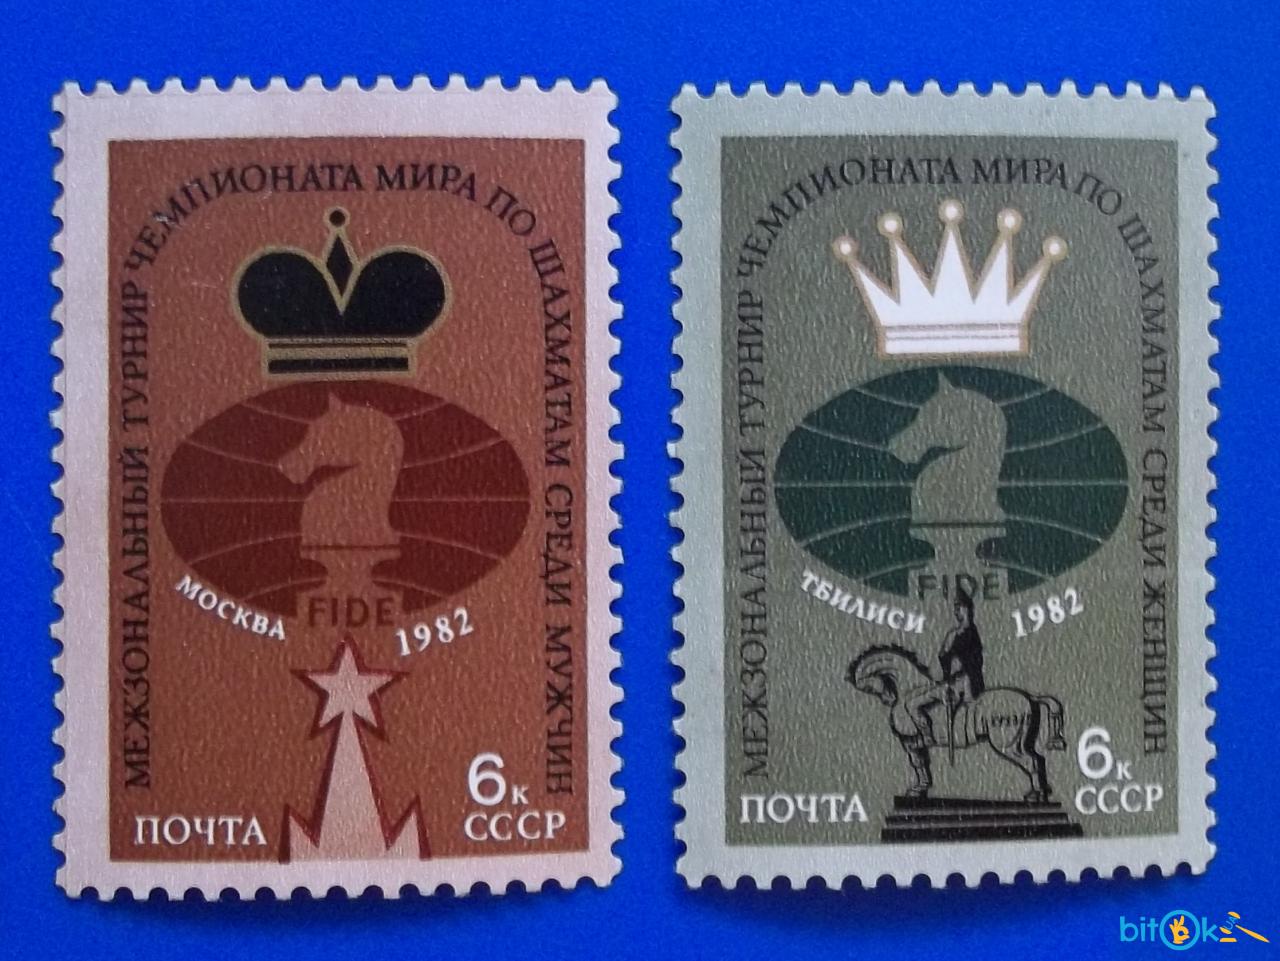 МЕЖЗОНАЛЬНЫЙ ТУРНИР ЧЕМПИОНАТА МИРА ПО ШАХМАТАМ СРЕДИ МУЖЧИН
FIDE
МОСКВА 1982
6к
ПОЧТА СССР
МЕЖЗОНАЛЬНЫЙ ТУРНИР ЧЕМПИОНАТА МИРА ПО ШАХМАТАМ СРЕДИ ЖЕНЩИН
FIDE
ТБИЛИСИ 1982
6к
ПОЧТА СССР
bitOk UA